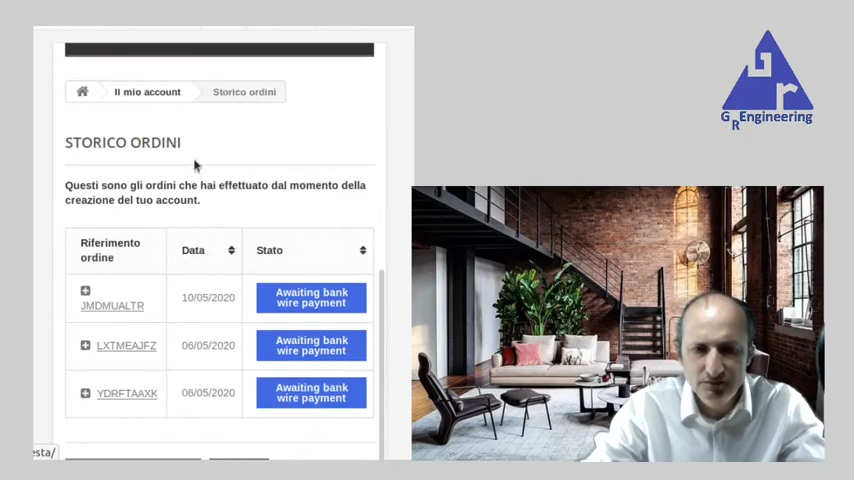 Il mio account
Storico ordini
STORICO ORDINI
Questi sono gli ordini che hai effettuato dal momento della
creazione del tuo account.
Riferimento
ordine
Data
Stato
JMDMUALTR
10/05/2020
Awaiting bank
wire payment
LXTMEAJFZ
06/05/2020
Awaiting bank
wire payment
YDRFTAAXK
06/05/2020
Awaiting bank
wire payment
esta/
G r
GREngineering